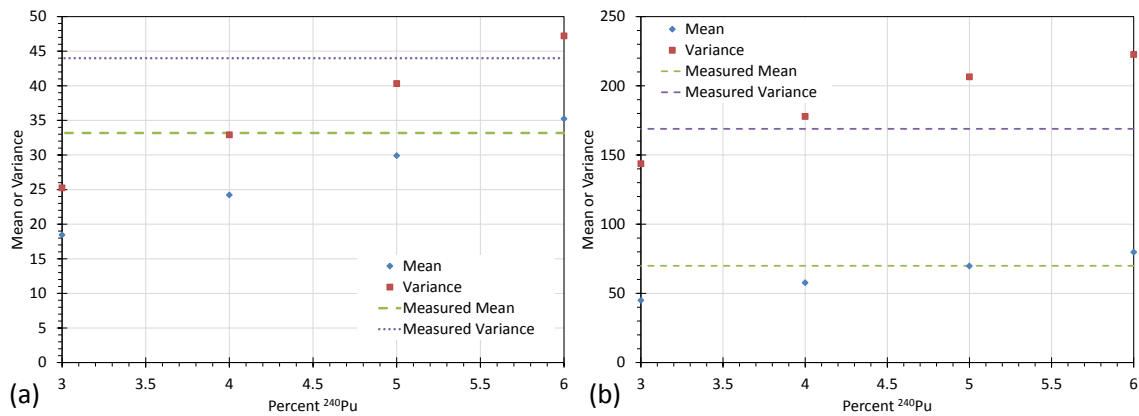 50
45
40
35
30
25
20
15
10
5
0
Mean or Variance
Mean
Variance
Measured Mean
Measured Variance
3 3.5 4 4.5 5 5.5 6
Percent ²⁴⁰Pu
(a)
250
200
150
100
50
0
Mean or Variance
Mean
Variance
Measured Mean
Measured Variance
3 3.5 4 4.5 5 5.5 6
Percent ²⁴⁰Pu
(b)